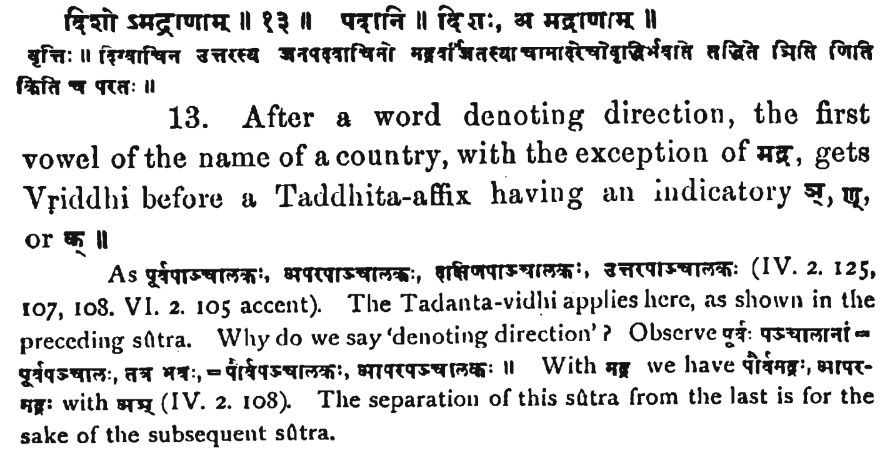 दिशो ऽमद्राणाम् ॥ १३ ॥ पदानि ॥ दिशः, अ मद्राणाम् ॥
वृत्तिः ॥ दिग्वाचिन उत्तरस्य जनपदवाचिनो मद्रवर्जितस्याचामादेरचो वृद्धिर्भवति तद्धिते ञिति णिति
किति च परतः ॥
13. After a word denoting direction, the first
vowel of the name of a country, with the exception of मद्र, gets
Vṛiddhi before a Taddhita-affix having an indicatory ञ्, ण्,
or क् ॥
As पूर्वपाञ्चालकः, अपरपाञ्चालकः, दक्षिणपाञ्चालकः, उत्तरपाञ्चालकः (IV. 2. 125,
107, 108. VI. 2. 105 accent). The Tadanta-vidhi applies here, as shown in the
preceding sûtra. Why do we say 'denoting direction'? Observe पूर्वः पञ्चालानां =
पूर्वपञ्चालः, तत्र भवः, = पौर्वपञ्चालकः, आपरपञ्चालकः ॥ With मद्र we have पौर्वमद्रः, आपर-
मद्रः with अञ् (IV. 2. 108). The separation of this sûtra from the last is for the
sake of the subsequent sûtra.